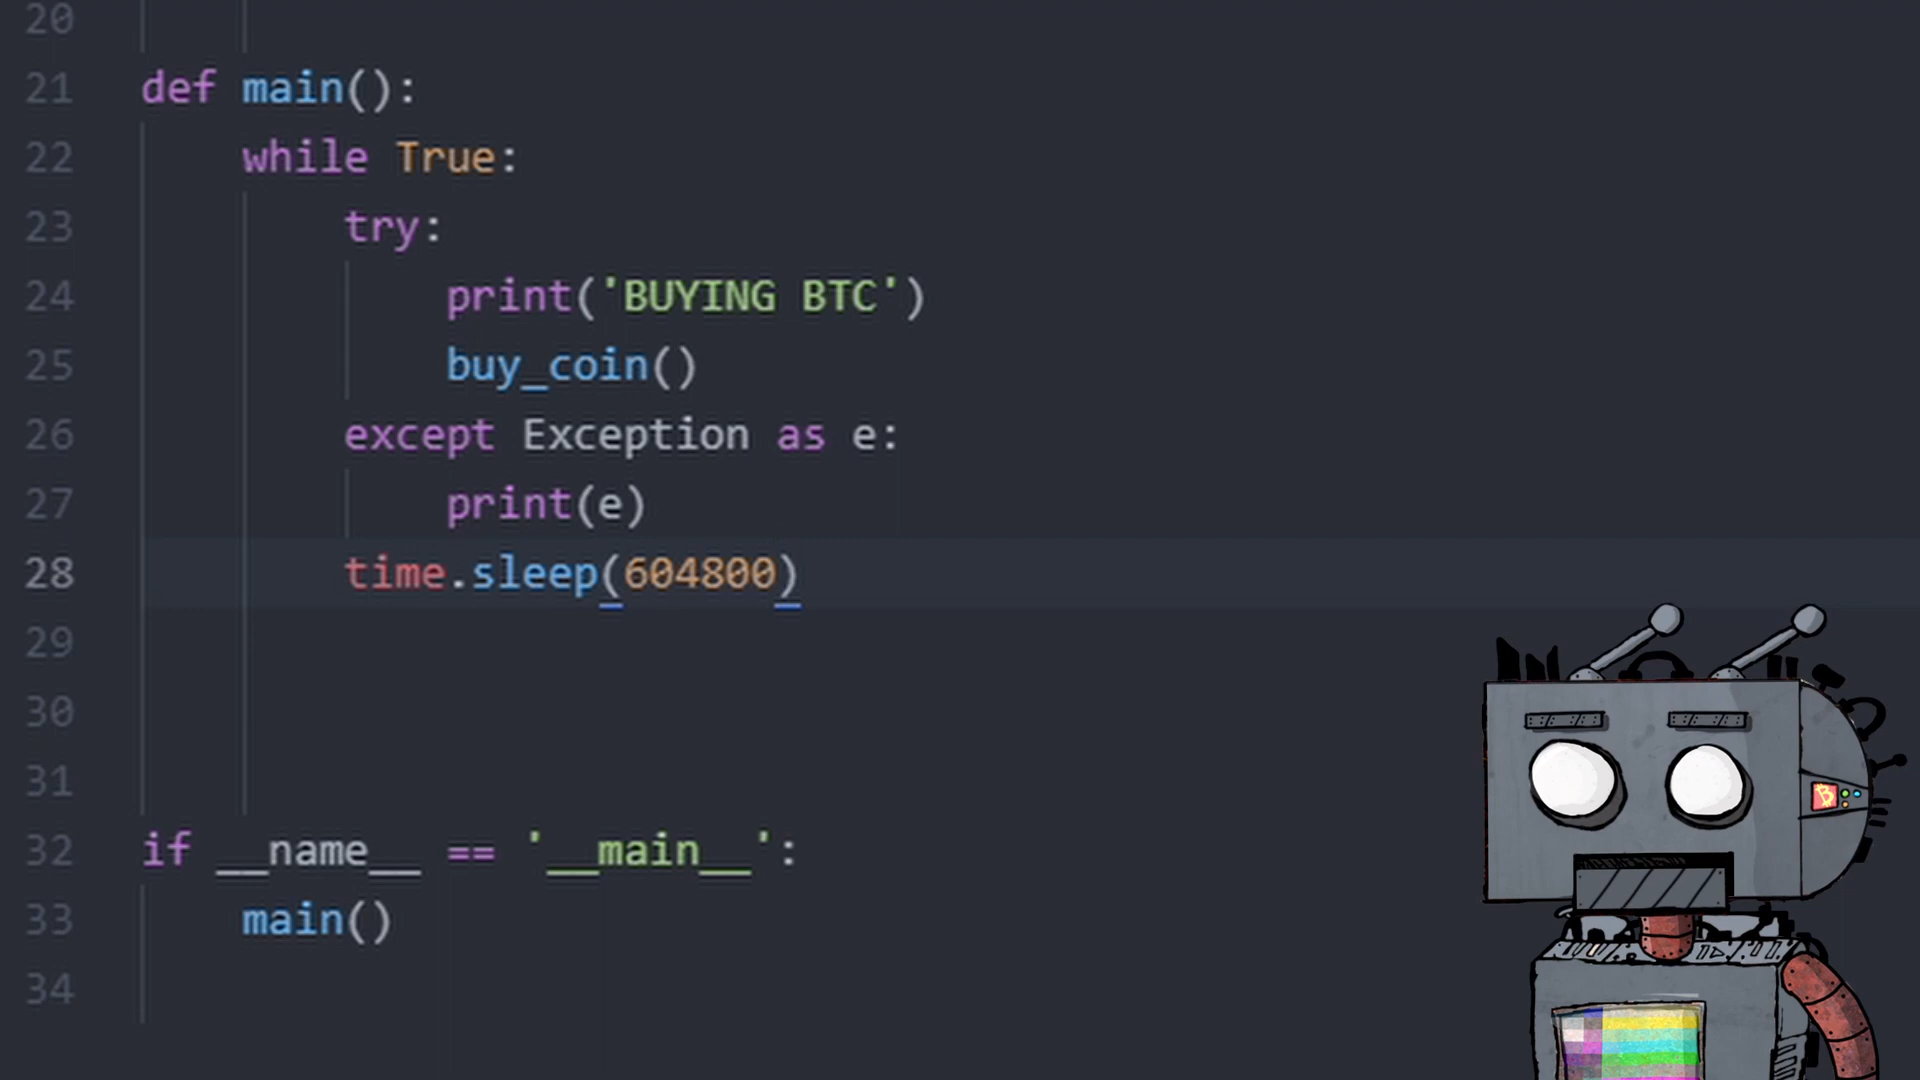 20
21 def main():
22 while True:
23 try:
24 print('BUYING BTC')
25 buy_coin()
26 except Exception as e:
27 print(e)
28 time.sleep(604800)
29
30
31
32 if __name__ == '__main__':
33 main()
34